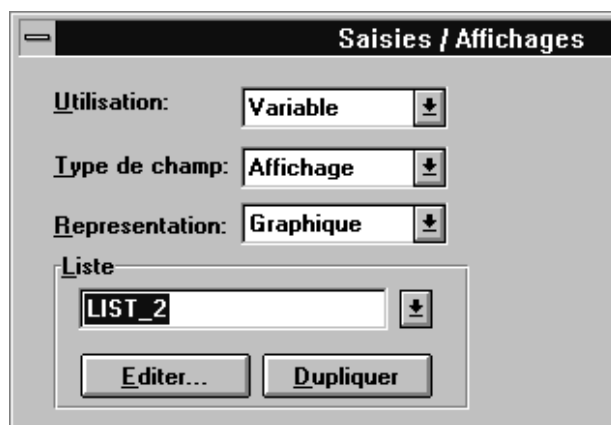 Saisies / Affichages
Utilisation: Variable
Type de champ: Affichage
Representation: Graphique
Liste
LIST_2
Editer... Dupliquer